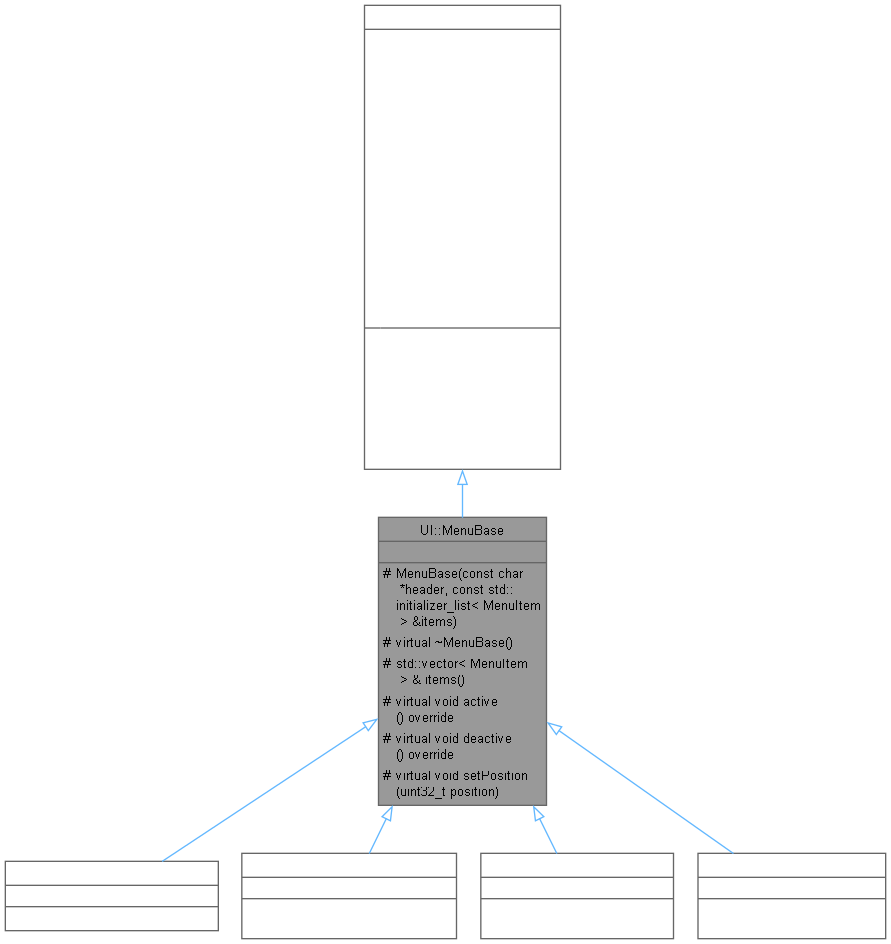 UI::MenuBase
# MenuBase(const char
*header, const std::
initializer_list< MenuItem
> &items)
# virtual ~MenuBase()
# std::vector< MenuItem
> & items()
# virtual void active
() override
# virtual void deactive
() override
# virtual void setPosition
(uint32_t position)